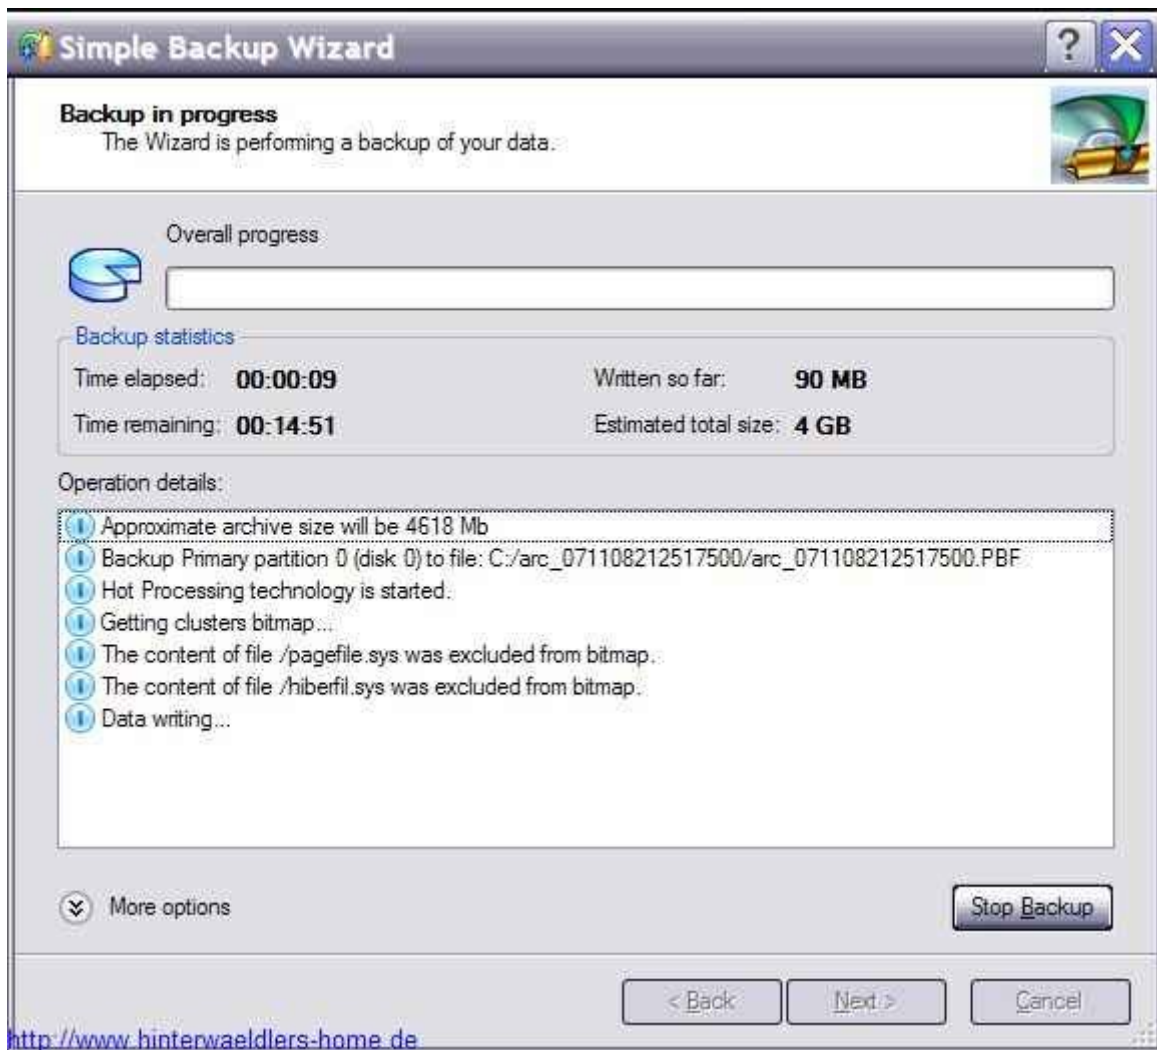 Simple Backup Wizard
Backup in progress
The Wizard is performing a backup of your data.
Overall progress
Backup statistics
Time elapsed: 00:00:09 Written so far: 90 MB
Time remaining: 00:14:51 Estimated total size: 4 GB
Operation details:
Approximate archive size will be 4618 Mb
Backup Primary partition 0 (disk 0) to file: C:/arc_071108212517500/arc_071108212517500.PBF
Hot Processing technology is started.
Getting clusters bitmap...
The content of file /pagefile.sys was excluded from bitmap.
The content of file /hiberfil.sys was excluded from bitmap.
Data writing...
More options Stop Backup
< Back Next > Cancel
http://www.hinterwaeldlers-home.de